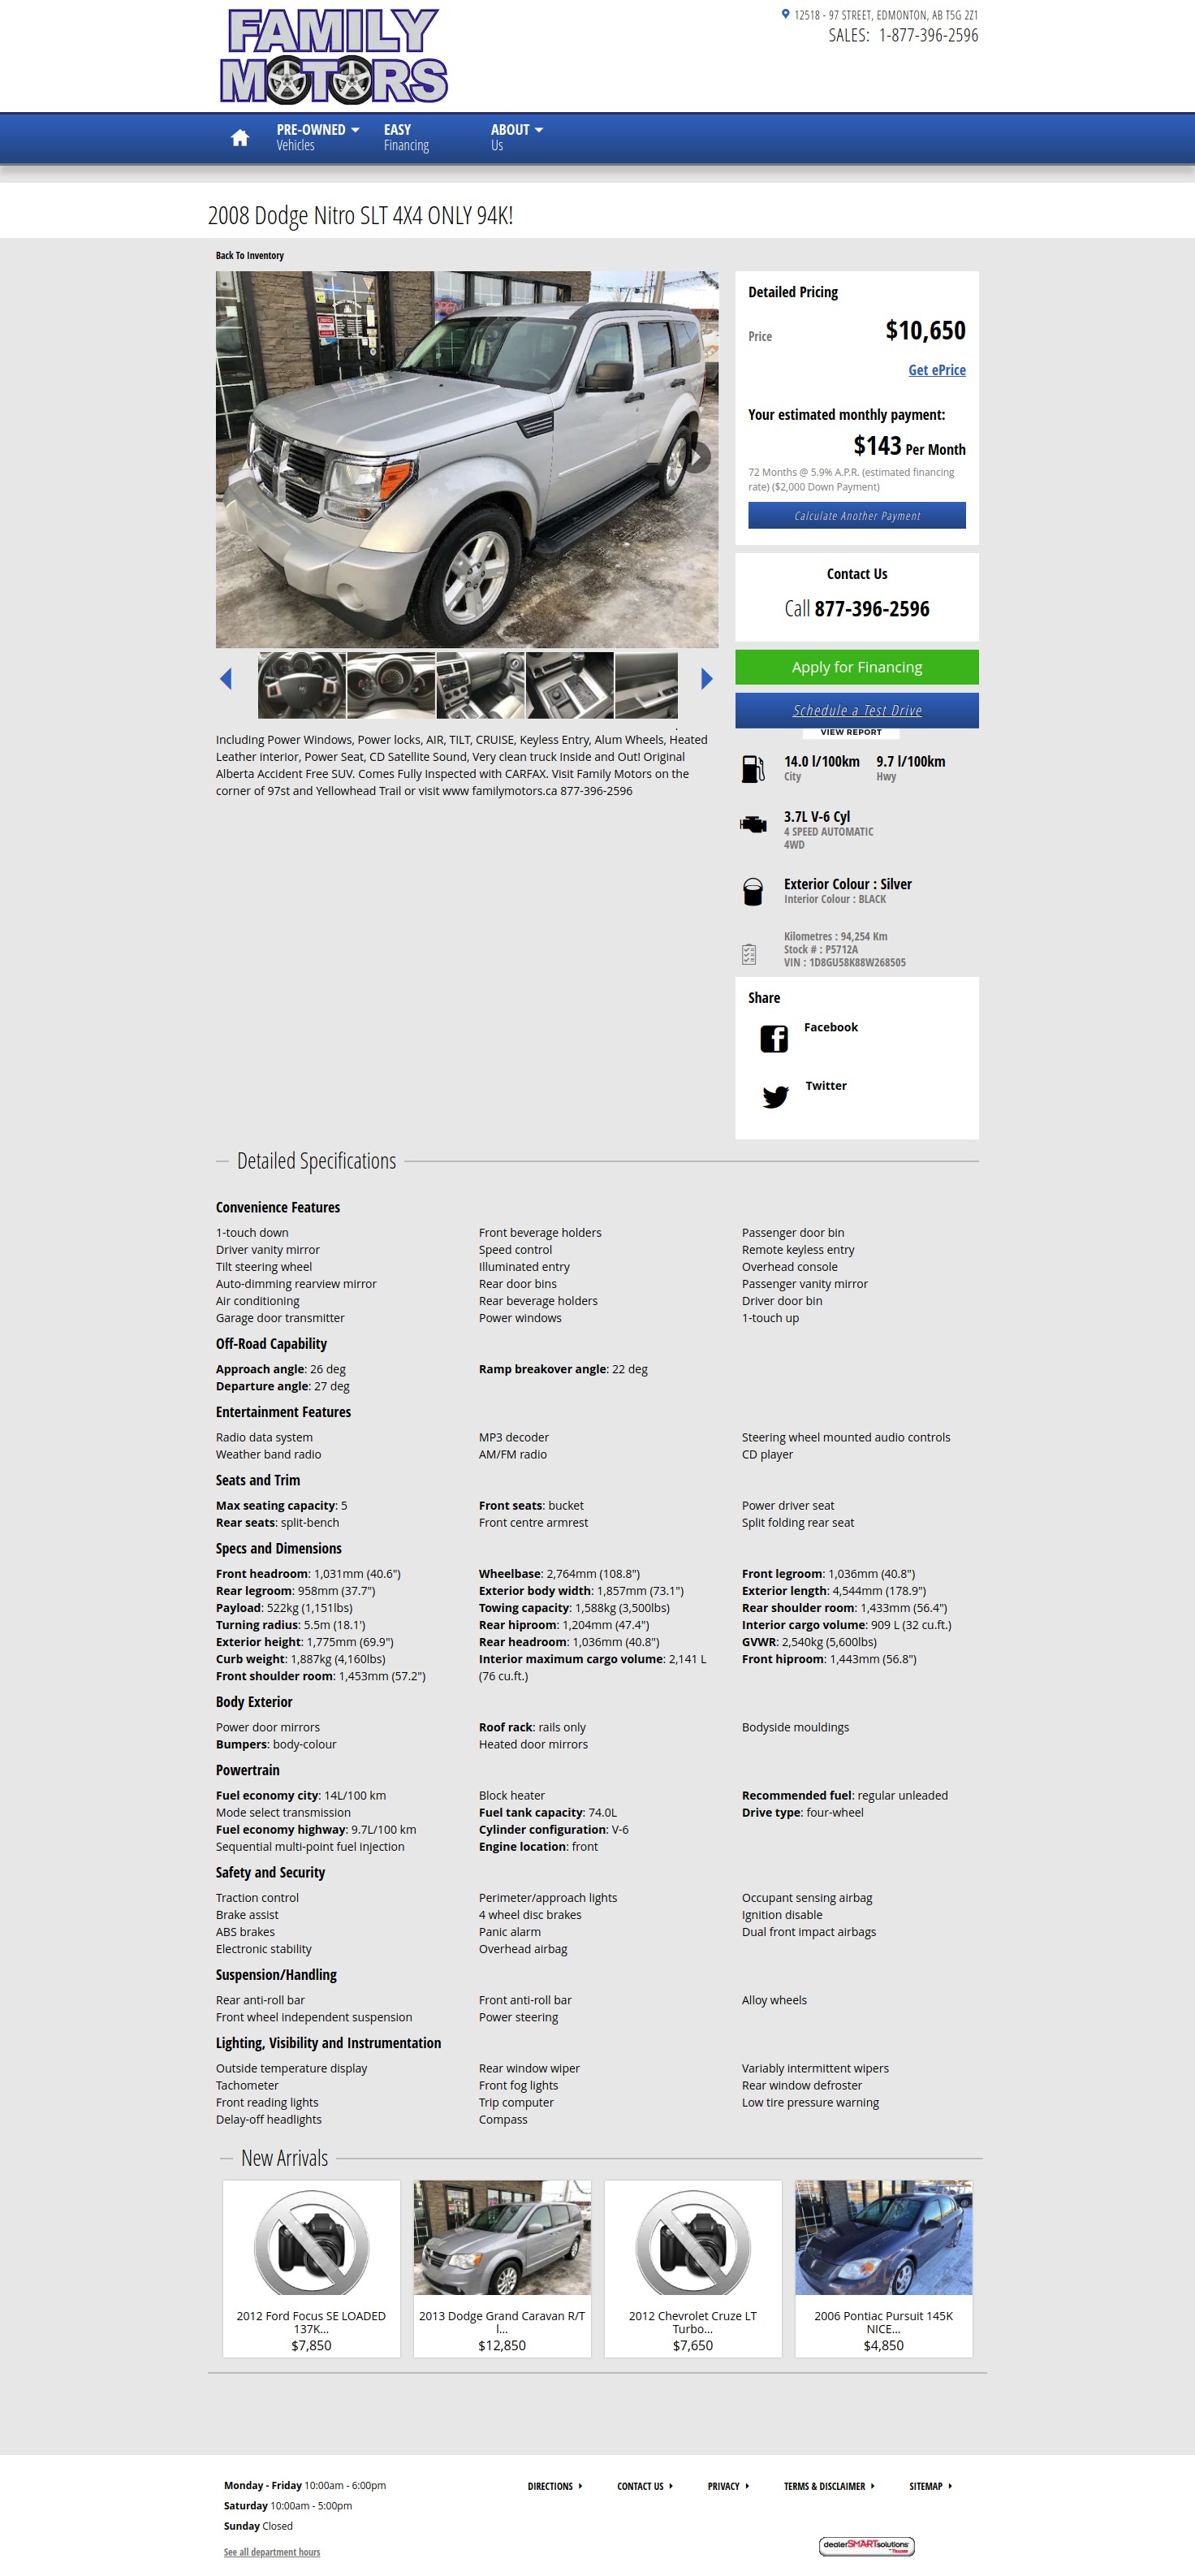 FAMILY
MOTORS
12518 - 97 STREET, EDMONTON, AB T5G 2Z1
SALES: 1-877-396-2596
PRE-OWNED
Vehicles
EASY
Financing
ABOUT
Us
2008 Dodge Nitro SLT 4X4 ONLY 94K!
Back To Inventory
Detailed Pricing
Price
$10,650
Get ePrice
Your estimated monthly payment:
$143 Per Month
72 Months @ 5.9% A.P.R. (estimated financing
rate) ($2,000 Down Payment)
Calculate Another Payment
Contact Us
Call 877-396-2596
Apply for Financing
Schedule a Test Drive
VIEW REPORT
.
Including Power Windows, Power locks, AIR, TILT, CRUISE, Keyless Entry, Alum Wheels, Heated
Leather interior, Power Seat, CD Satellite Sound, Very clean truck Inside and Out! Original
Alberta Accident Free SUV. Comes Fully Inspected with CARFAX. Visit Family Motors on the
corner of 97st and Yellowhead Trail or visit www familymotors.ca 877-396-2596
14.0 l/100km 9.7 l/100km
City Hwy
3.7L V-6 Cyl
4 SPEED AUTOMATIC
4WD
Exterior Colour : Silver
Interior Colour : BLACK
Kilometres : 94,254 Km
Stock # : P5712A
VIN : 1D8GU58K88W268505
Share
Facebook
Twitter
Detailed Specifications
Convenience Features
1-touch down Front beverage holders Passenger door bin
Driver vanity mirror Speed control Remote keyless entry
Tilt steering wheel Illuminated entry Overhead console
Auto-dimming rearview mirror Rear door bins Passenger vanity mirror
Air conditioning Rear beverage holders Driver door bin
Garage door transmitter Power windows 1-touch up
Off-Road Capability
Approach angle: 26 deg Ramp breakover angle: 22 deg
Departure angle: 27 deg
Entertainment Features
Radio data system MP3 decoder Steering wheel mounted audio controls
Weather band radio AM/FM radio CD player
Seats and Trim
Max seating capacity: 5 Front seats: bucket Power driver seat
Rear seats: split-bench Front centre armrest Split folding rear seat
Specs and Dimensions
Front headroom: 1,031mm (40.6") Wheelbase: 2,764mm (108.8") Front legroom: 1,036mm (40.8")
Rear legroom: 958mm (37.7") Exterior body width: 1,857mm (73.1") Exterior length: 4,544mm (178.9")
Payload: 522kg (1,151lbs) Towing capacity: 1,588kg (3,500lbs) Rear shoulder room: 1,433mm (56.4")
Turning radius: 5.5m (18.1') Rear hiproom: 1,204mm (47.4") Interior cargo volume: 909 L (32 cu.ft.)
Exterior height: 1,775mm (69.9") Rear headroom: 1,036mm (40.8") GVWR: 2,540kg (5,600lbs)
Curb weight: 1,887kg (4,160lbs) Interior maximum cargo volume: 2,141 L Front hiproom: 1,443mm (56.8")
Front shoulder room: 1,453mm (57.2") (76 cu.ft.)
Body Exterior
Power door mirrors Roof rack: rails only Bodyside mouldings
Bumpers: body-colour Heated door mirrors
Powertrain
Fuel economy city: 14L/100 km Block heater Recommended fuel: regular unleaded
Mode select transmission Fuel tank capacity: 74.0L Drive type: four-wheel
Fuel economy highway: 9.7L/100 km Cylinder configuration: V-6
Sequential multi-point fuel injection Engine location: front
Safety and Security
Traction control Perimeter/approach lights Occupant sensing airbag
Brake assist 4 wheel disc brakes Ignition disable
ABS brakes Panic alarm Dual front impact airbags
Electronic stability Overhead airbag
Suspension/Handling
Rear anti-roll bar Front anti-roll bar Alloy wheels
Front wheel independent suspension Power steering
Lighting, Visibility and Instrumentation
Outside temperature display Rear window wiper Variably intermittent wipers
Tachometer Front fog lights Rear window defroster
Front reading lights Trip computer Low tire pressure warning
Delay-off headlights Compass
New Arrivals
2012 Ford Focus SE LOADED
137K...
$7,850
2013 Dodge Grand Caravan R/T
l...
$12,850
2012 Chevrolet Cruze LT
Turbo...
$7,650
2006 Pontiac Pursuit 145K
NICE...
$4,850
Monday - Friday 10:00am - 6:00pm
Saturday 10:00am - 5:00pm
Sunday Closed
See all department hours
DIRECTIONS CONTACT US PRIVACY TERMS & DISCLAIMER SITEMAP
dealerSMARTsolutions